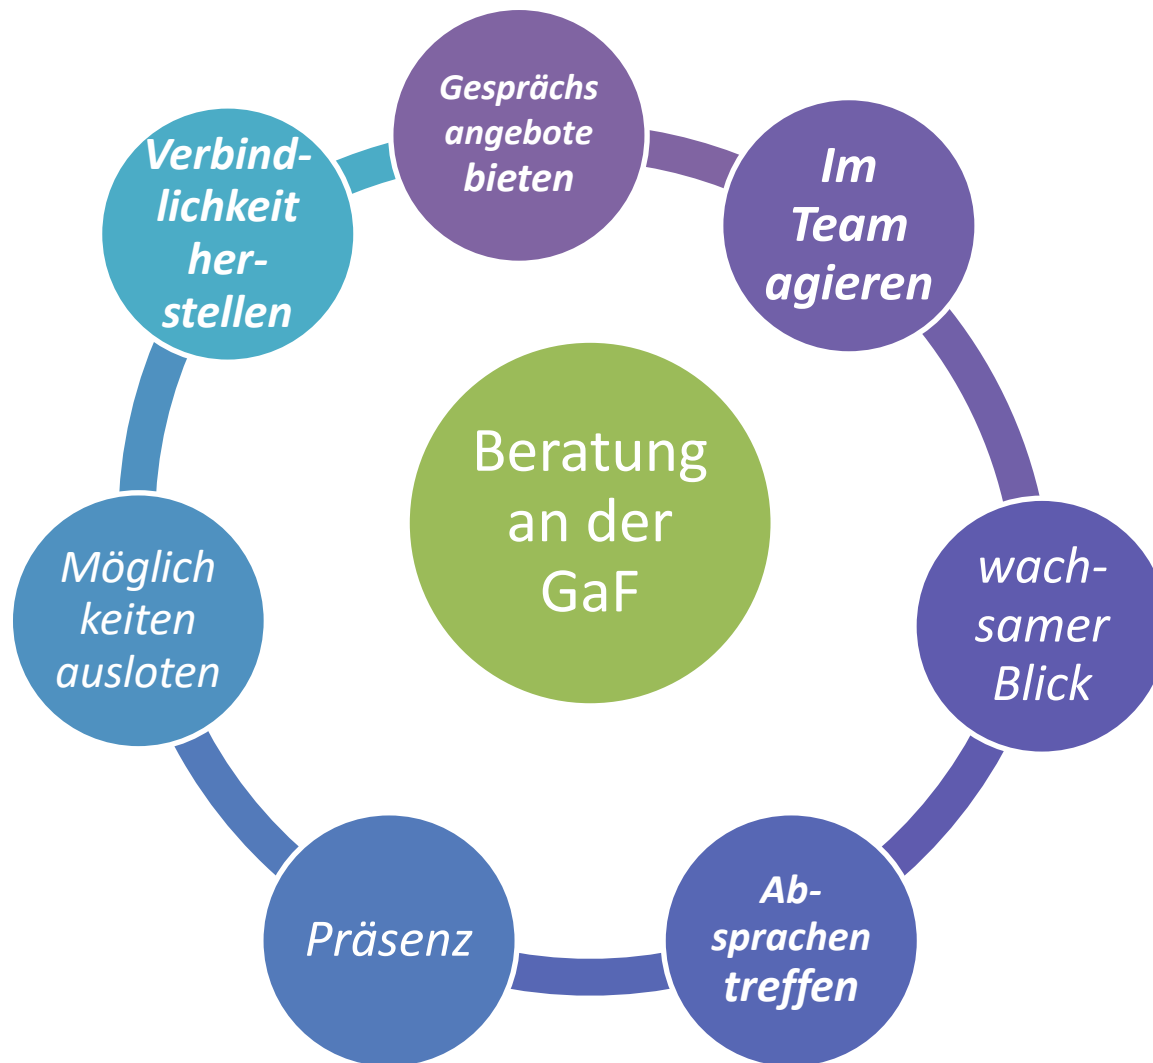 Gesprächs
angebote
bieten
Im
Team
agieren
wach-
samer
Blick
Ab-
sprachen
treffen
Präsenz
Möglich
keiten
ausloten
Verbind-
lichkeit
her-
stellen
Beratung
an der
GaF